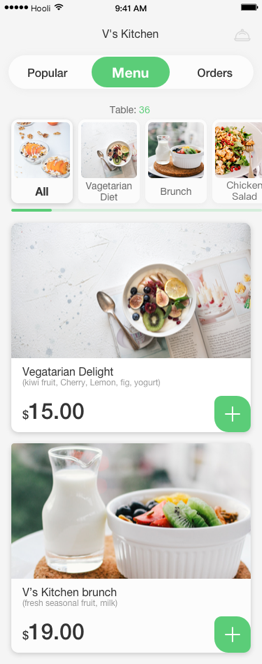 Hooli 9:41 AM
V's Kitchen
Popular Menu Orders
Table: 36
All
Vagetarian
Diet
Brunch
Chicken
Salad
Vegatarian Delight
(kiwi fruit, Cherry, Lemon, fig, yogurt)
$15.00
V's Kitchen brunch
(fresh seasonal fruit, milk)
$19.00